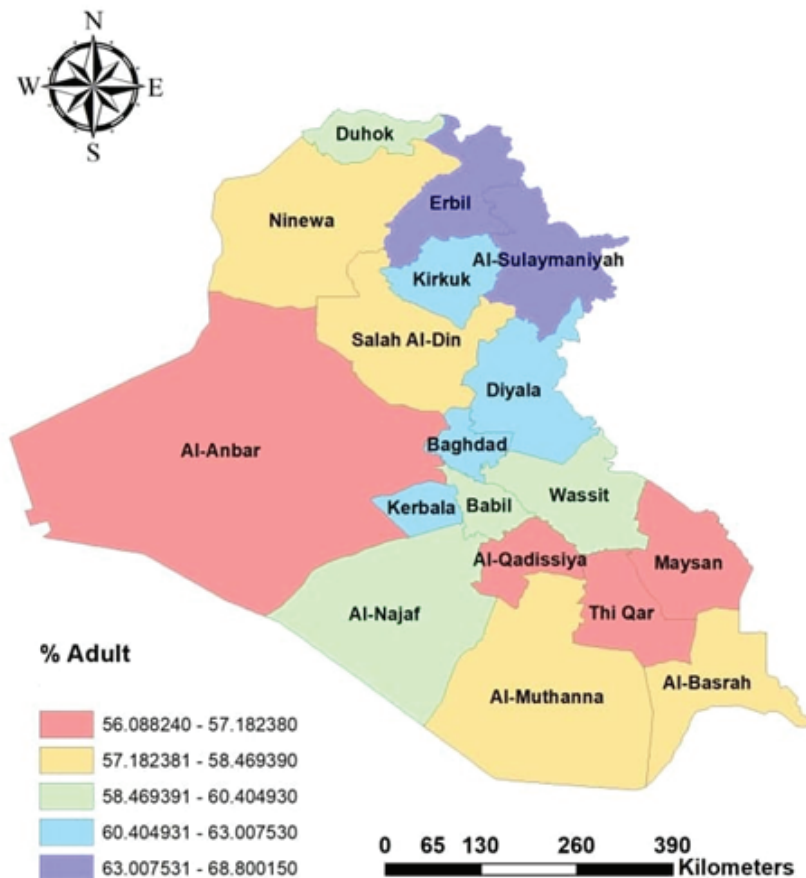 N
W E
S
Duhok
Ninewa
Erbil
Al-Sulaymaniyah
Kirkuk
Salah Al-Din
Diyala
Al-Anbar
Baghdad
Kerbala
Babil
Wassit
Al-Qadissiya
Maysan
Al-Najaf
Thi Qar
Al-Muthanna
Al-Basrah
% Adult
56.088240 - 57.182380
57.182381 - 58.469390
58.469391 - 60.404930
60.404931 - 63.007530
63.007531 - 68.800150
0 65 130 260 390
Kilometers